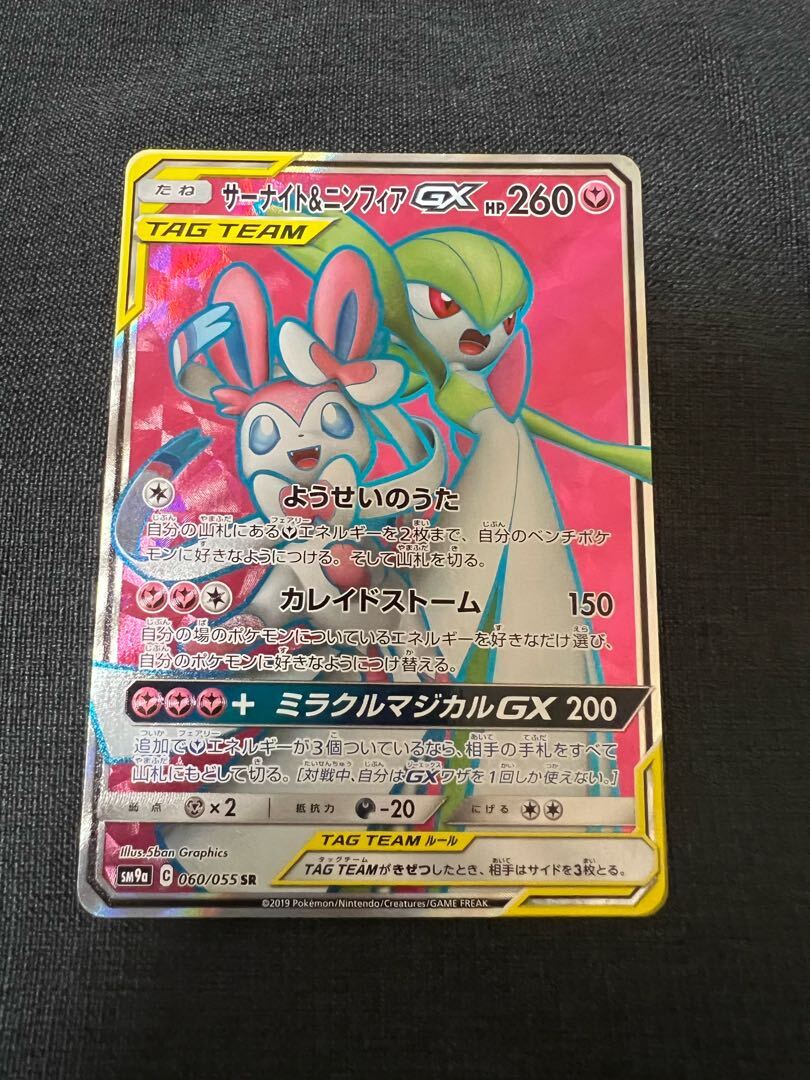 たね サーナイト&ニンフィアGX HP260
TAG TEAM
ようせいのうた
自分の山札にあるエネルギーを2枚まで、自分のベンチポケ
モンに好きなようにつける。そして山札を切る。
カレイドストーム 150
自分の場のポケモンについているエネルギーを好きなだけ選び、
自分のポケモンに好きなようにつけ替える。
+ ミラクルマジカルGX 200
追加でエネルギーが3個ついているなら、相手の手札をすべて
山札にもどして切る。[対戦中、自分はGXワザを1回しか使えない。]
弱点 ×2 抵抗力 -20 にげる
Illus.5ban Graphics
TAG TEAM ルール
TAG TEAMがきぜつしたとき、相手はサイドを3枚とる。
SM9a C 060/055 SR
©2019 Pokémon/Nintendo/Creatures/GAME FREAK